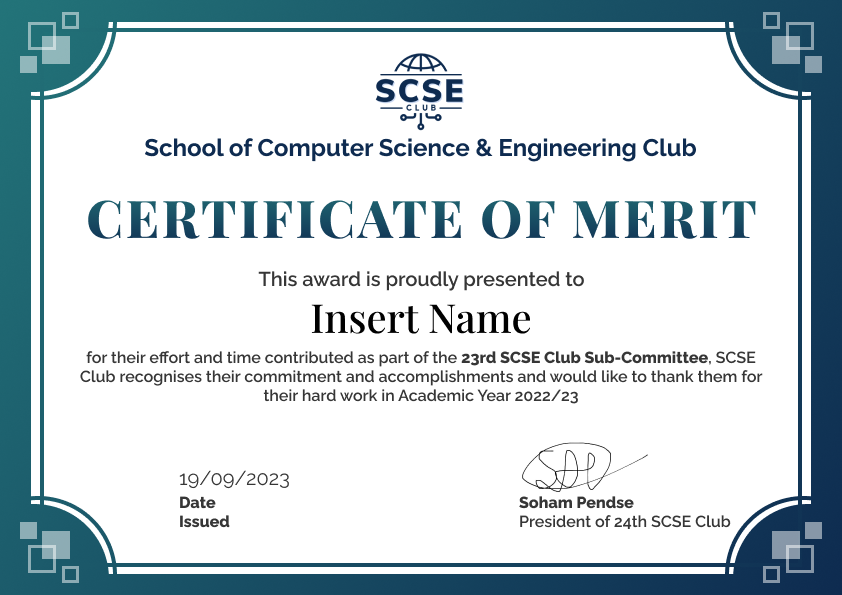 SCSE
CLUB
School of Computer Science & Engineering Club
CERTIFICATE OF MERIT
This award is proudly presented to
Insert Name
for their effort and time contributed as part of the 23rd SCSE Club Sub-Committee, SCSE
Club recognises their commitment and accomplishments and would like to thank them for
their hard work in Academic Year 2022/23
19/09/2023
Date
Issued
Soham Pendse
President of 24th SCSE Club